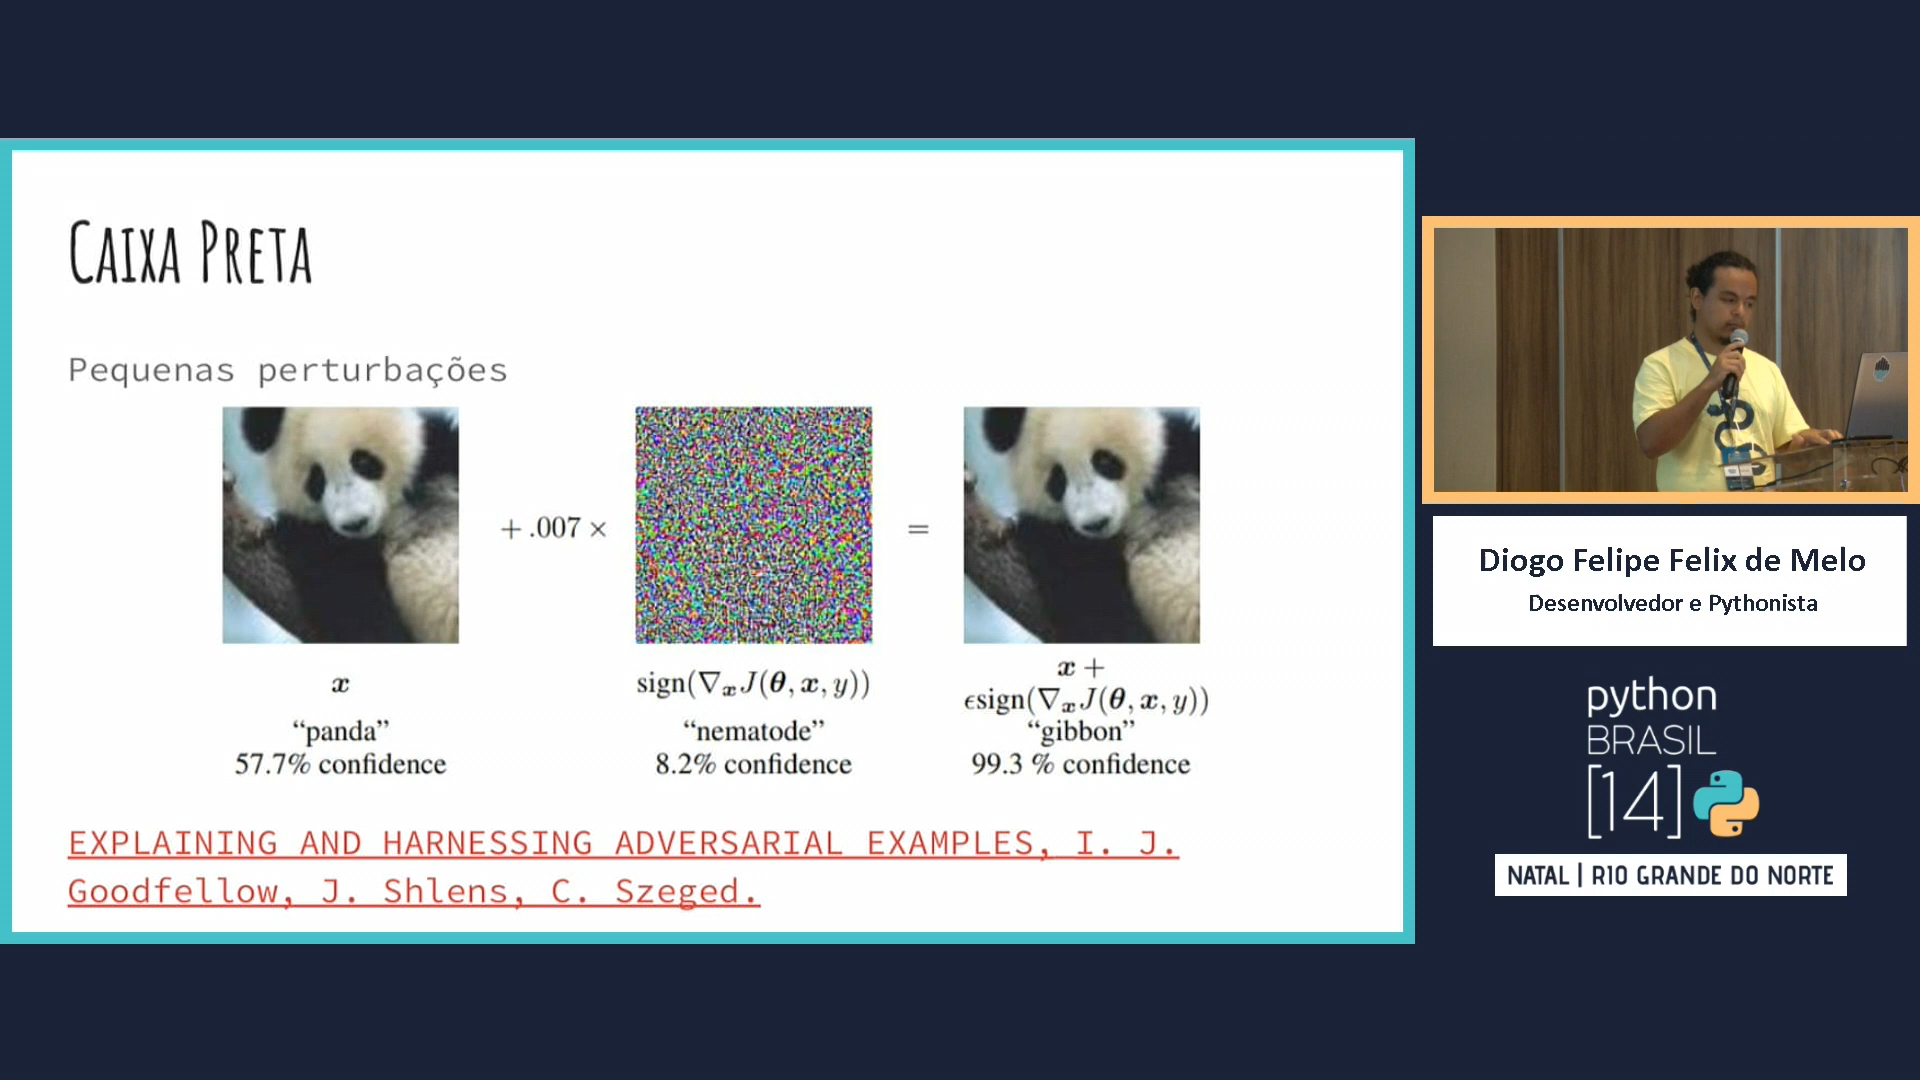 CAIXA PRETA
Pequenas perturbações
+ .007 ×
=
x
sign(∇ₓJ(θ, x, y))
x +
ϵsign(∇ₓJ(θ, x, y))
“panda”
“nematode”
“gibbon”
57.7% confidence
8.2% confidence
99.3 % confidence
EXPLAINING AND HARNESSING ADVERSARIAL EXAMPLES, I. J.
Goodfellow, J. Shlens, C. Szeged.
Diogo Felipe Felix de Melo
Desenvolvedor e Pythonista
python
BRASIL
[14]
NATAL | RIO GRANDE DO NORTE